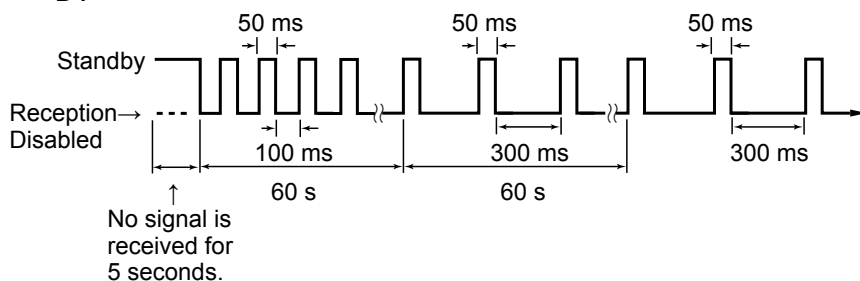 50 ms
50 ms
50 ms
Standby
Reception→
Disabled
100 ms
300 ms
300 ms
60 s
60 s
↑
No signal is
received for
5 seconds.